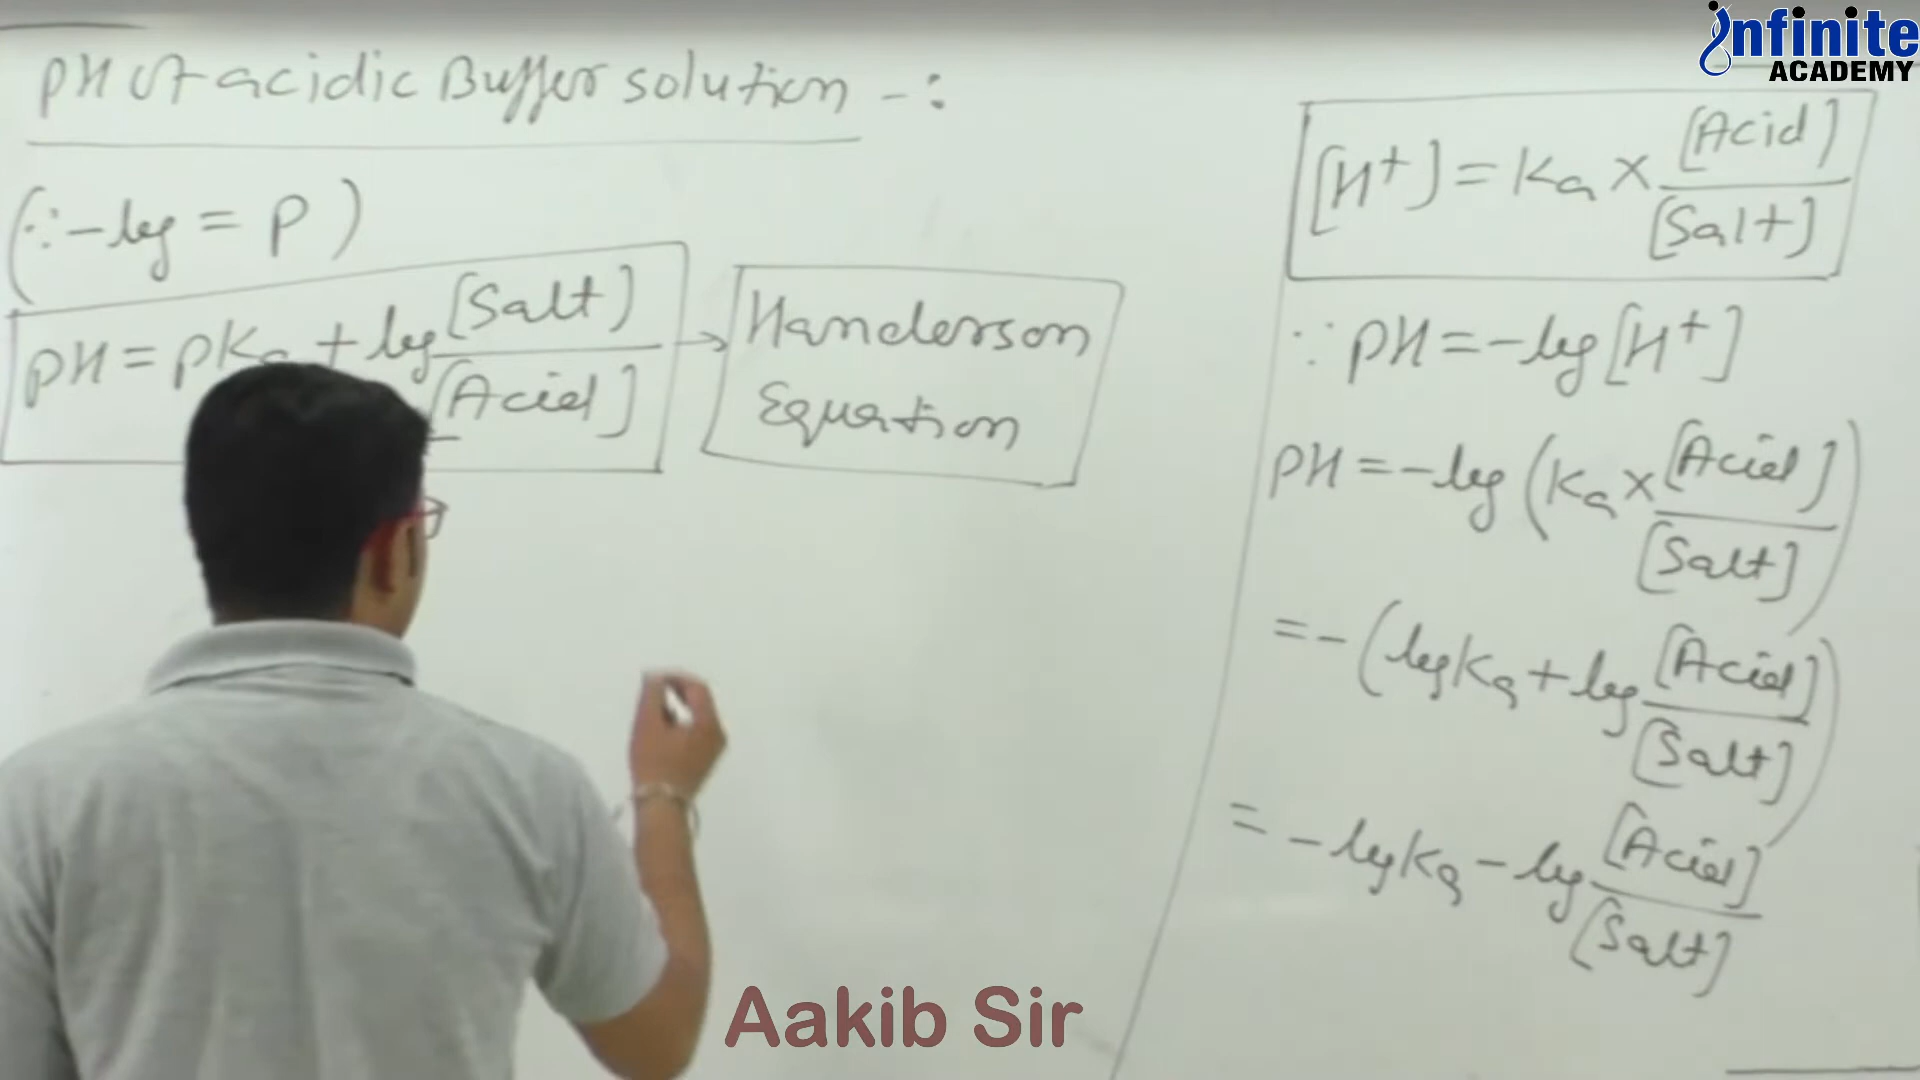 Infinite
ACADEMY
pH of acidic Buffer solution -:
(∵ -log = p)
pH = pKa + log [Salt]/[Acid] → Handerson Equation
[H+] = Ka × [Acid]/[Salt]
∵ pH = -log [H+]
pH = -log (Ka × [Acid]/[Salt])
= - (log Ka + log [Acid]/[Salt])
= - log Ka - log [Acid]/[Salt]
Aakib Sir